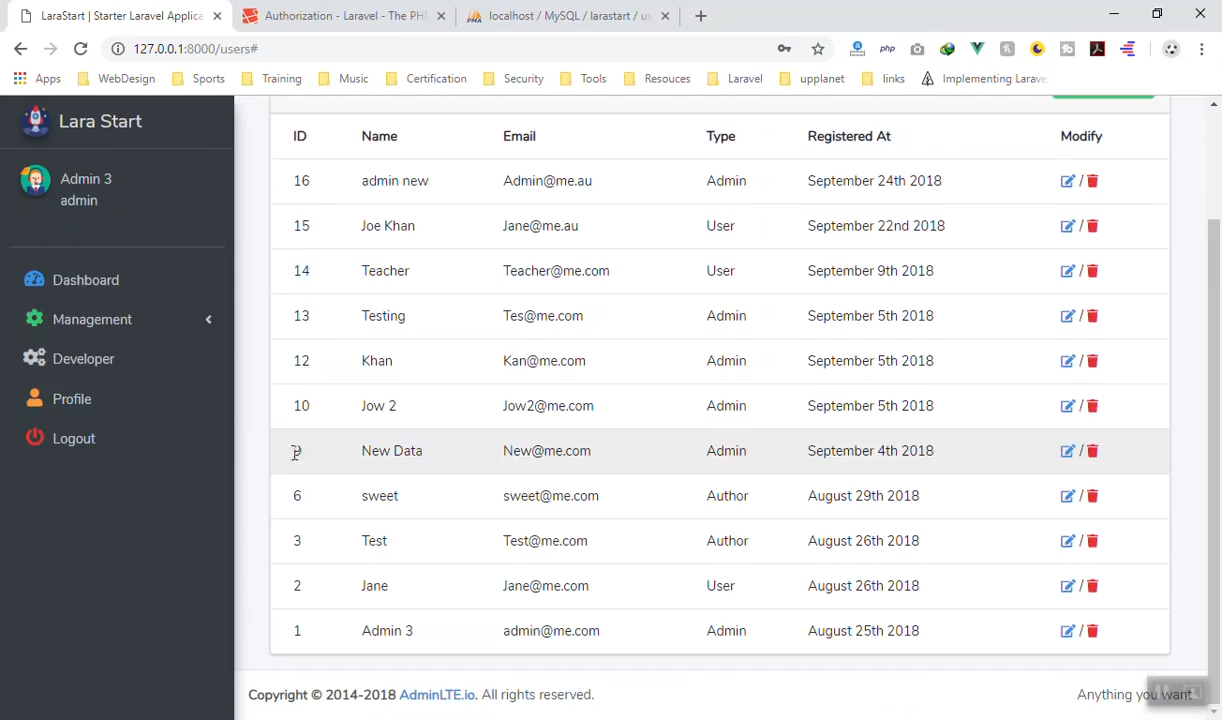 LaraStart | Starter Laravel Applica
Authorization - Laravel - The PH
localhost / MySQL / larastart / us
127.0.0.1:8000/users#
php
Apps
WebDesign
Sports
Training
Music
Certification
Security
Tools
Resouces
Laravel
upplanet
links
Implementing Larave
Lara Start
Admin 3
admin
Dashboard
Management
Developer
Profile
Logout
ID Name Email Type Registered At Modify
16 admin new Admin@me.au Admin September 24th 2018 /
15 Joe Khan Jane@me.au User September 22nd 2018 /
14 Teacher Teacher@me.com User September 9th 2018 /
13 Testing Tes@me.com Admin September 5th 2018 /
12 Khan Kan@me.com Admin September 5th 2018 /
10 Jow 2 Jow2@me.com Admin September 5th 2018 /
9 New Data New@me.com Admin September 4th 2018 /
6 sweet sweet@me.com Author August 29th 2018 /
3 Test Test@me.com Author August 26th 2018 /
2 Jane Jane@me.com User August 26th 2018 /
1 Admin 3 admin@me.com Admin August 25th 2018 /
Copyright © 2014-2018 AdminLTE.io. All rights reserved.
Anything you want